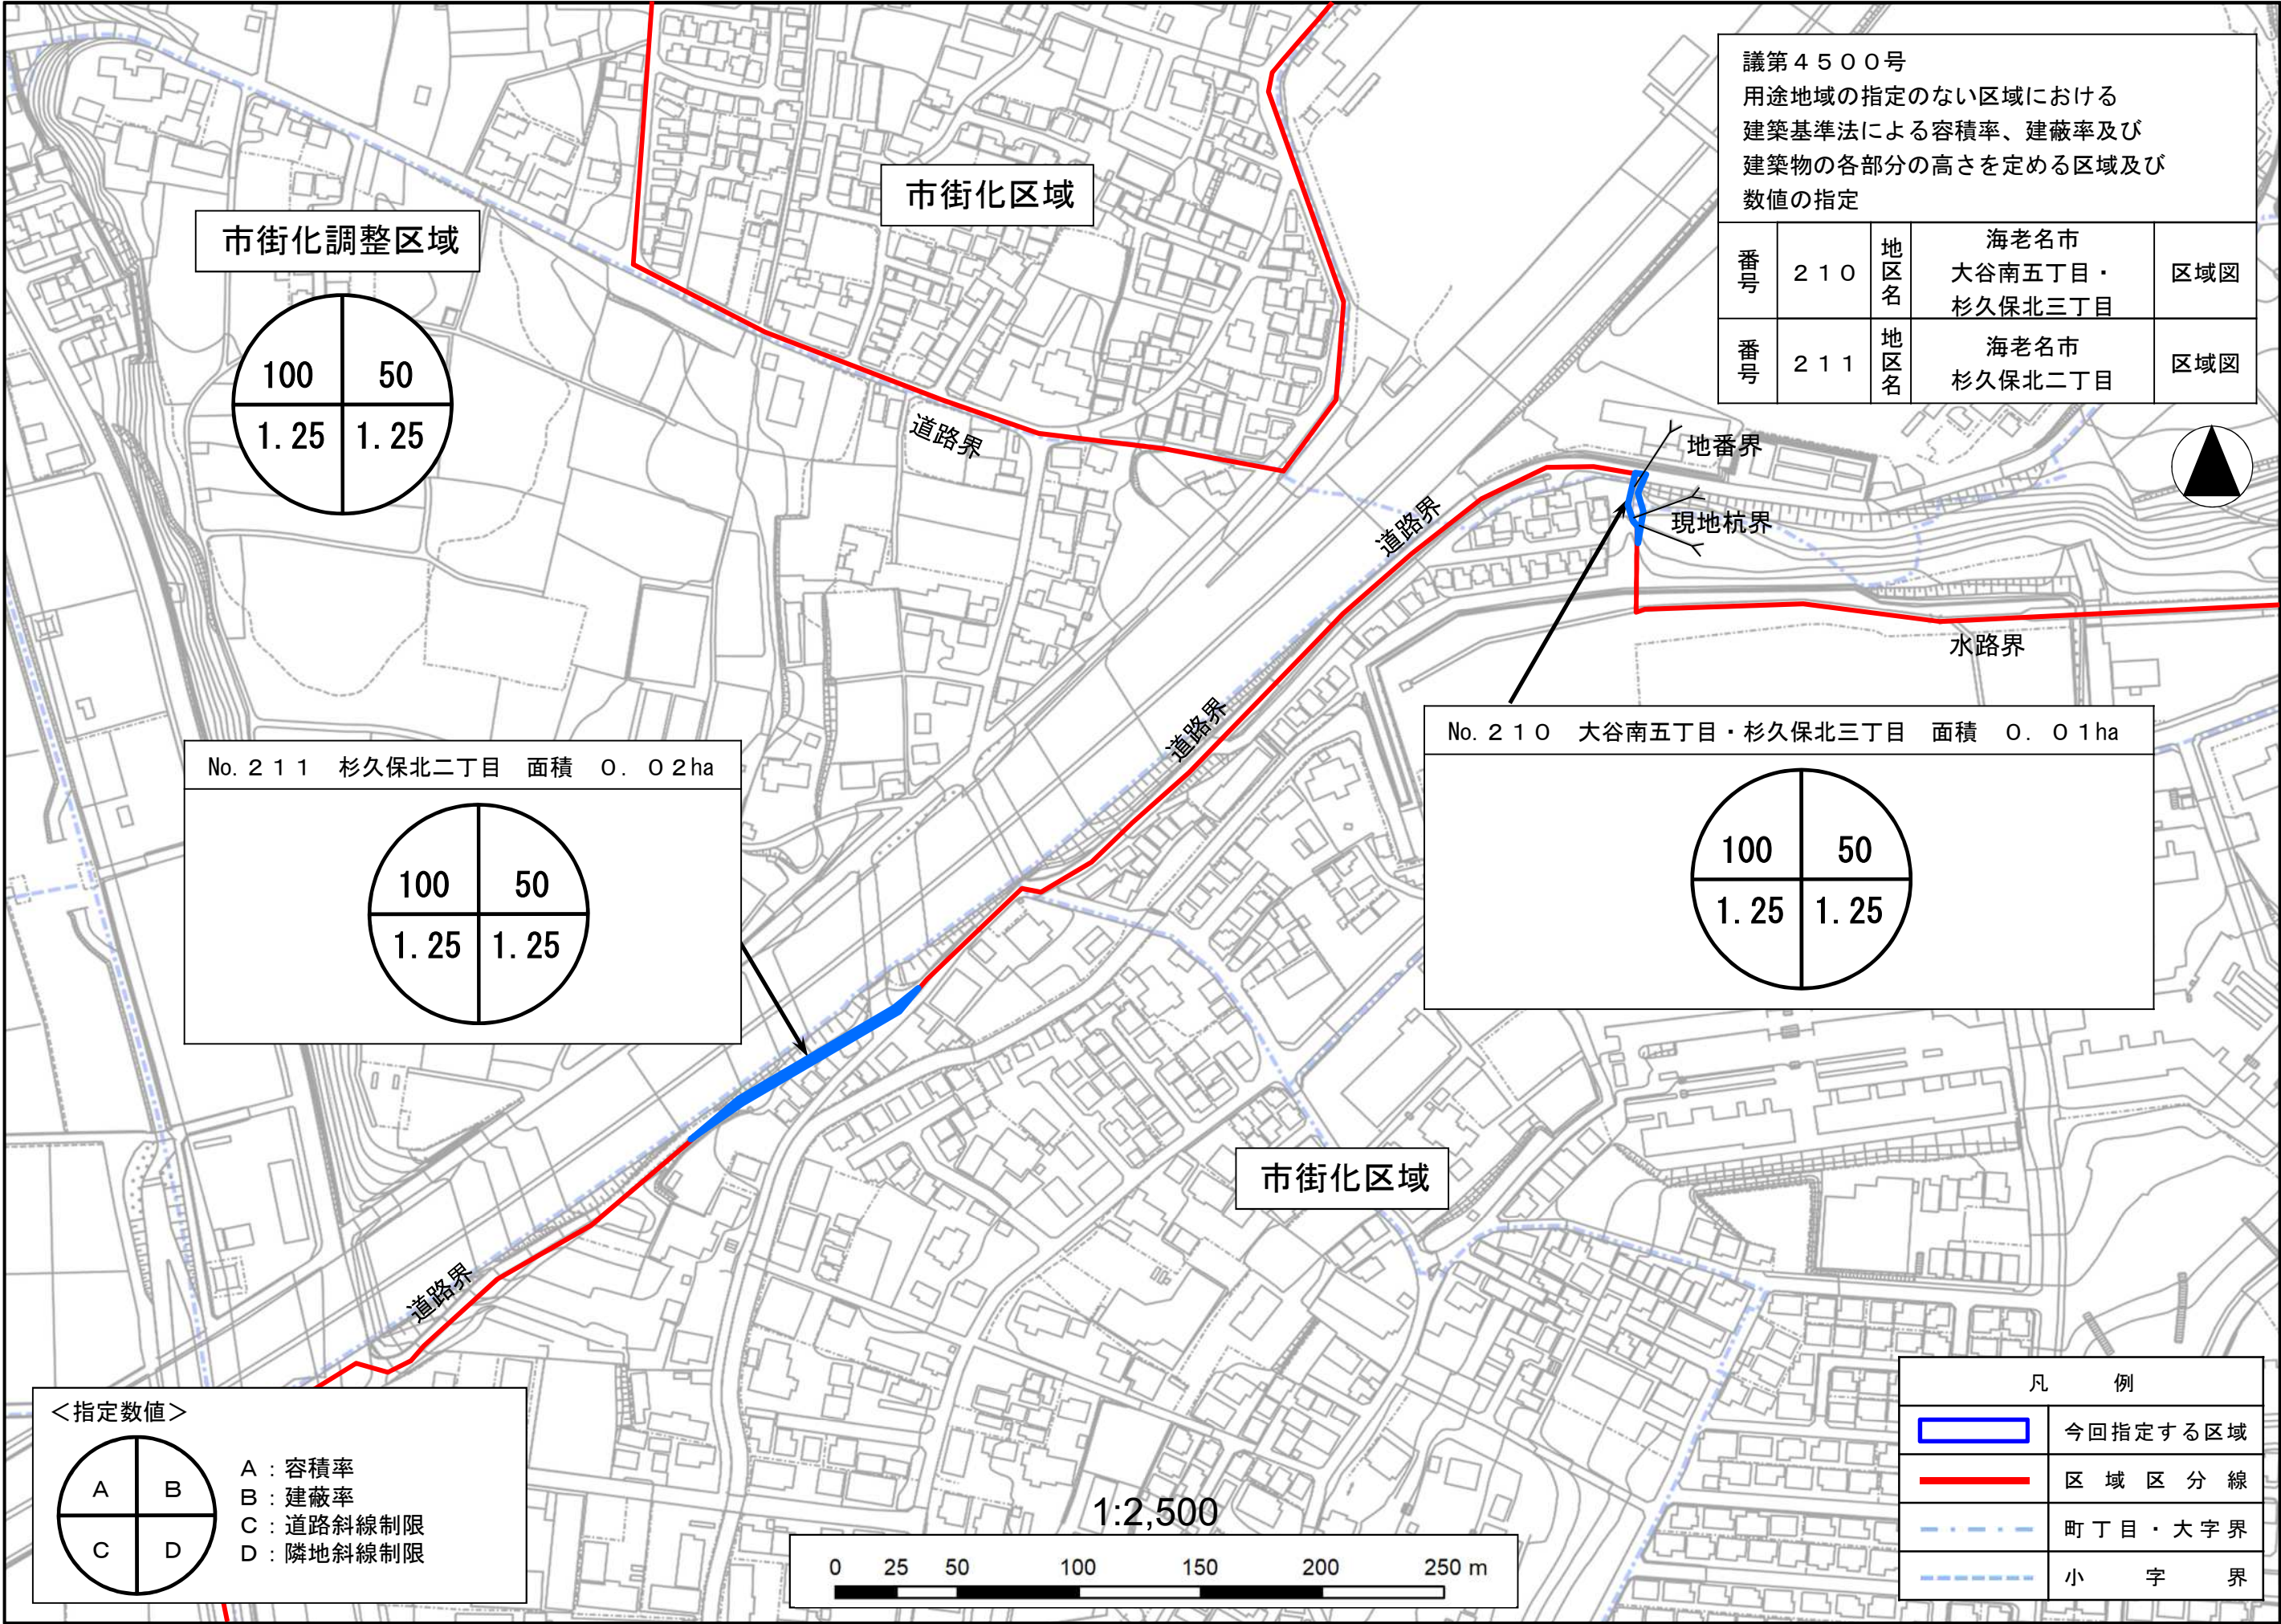 議第４５００号
用途地域の指定のない区域における
建築基準法による容積率、建蔽率及び
建築物の各部分の高さを定める区域及び
数値の指定
番号 ２１０ 地区名 海老名市 大谷南五丁目・ 杉久保北三丁目 区域図
番号 ２１１ 地区名 海老名市 杉久保北二丁目 区域図
市街化区域
市街化調整区域
100 50
1.25 1.25
道路界
地番界
現地杭界
道路界
水路界
道路界
No.２１０　大谷南五丁目・杉久保北三丁目　面積　０．０１ha
100 50
1.25 1.25
No.２１１　杉久保北二丁目　面積　０．０２ha
100 50
1.25 1.25
市街化区域
道路界
＜指定数値＞
A B
C D
A：容積率
B：建蔽率
C：道路斜線制限
D：隣地斜線制限
1:2,500
0 25 50 100 150 200 250 m
凡　例
今回指定する区域
区域区分線
町丁目・大字界
小字界